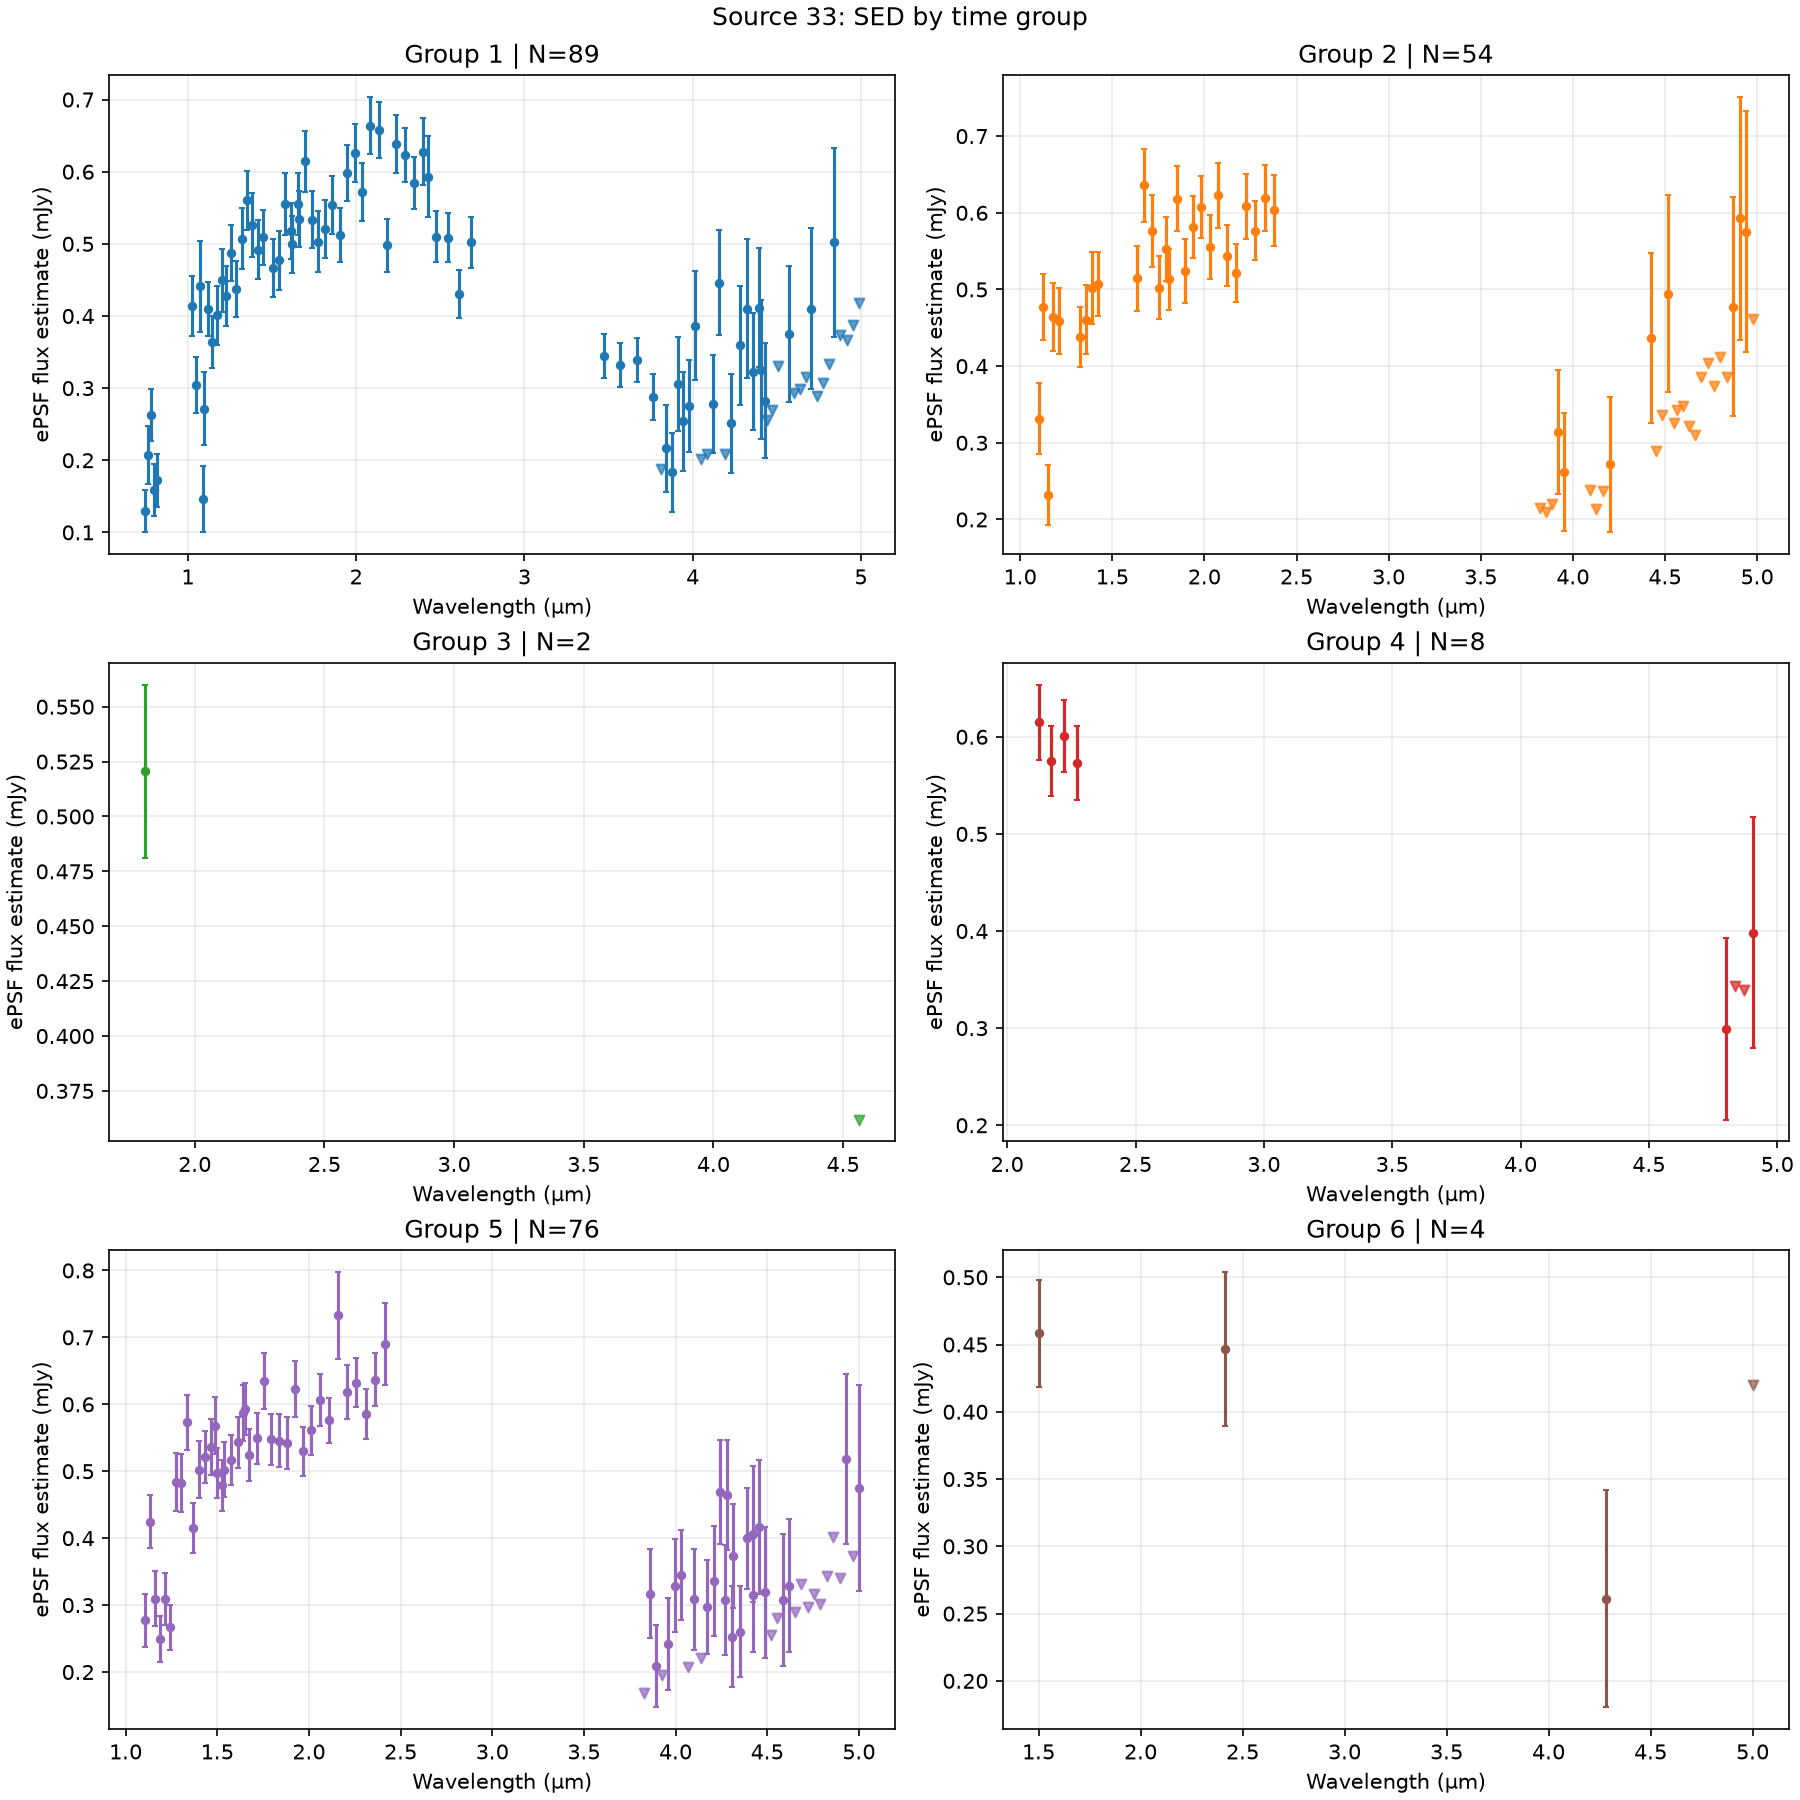 Source 33: SED by time group
Group 1 | N=89
ePSF flux estimate (mJy)
0.7
0.6
0.5
0.4
0.3
0.2
0.1
1 2 3 4 5
Wavelength (µm)
Group 2 | N=54
ePSF flux estimate (mJy)
0.7
0.6
0.5
0.4
0.3
0.2
1.0 1.5 2.0 2.5 3.0 3.5 4.0 4.5 5.0
Wavelength (µm)
Group 3 | N=2
ePSF flux estimate (mJy)
0.550
0.525
0.500
0.475
0.450
0.425
0.400
0.375
2.0 2.5 3.0 3.5 4.0 4.5
Wavelength (µm)
Group 4 | N=8
ePSF flux estimate (mJy)
0.6
0.5
0.4
0.3
0.2
2.0 2.5 3.0 3.5 4.0 4.5 5.0
Wavelength (µm)
Group 5 | N=76
ePSF flux estimate (mJy)
0.8
0.7
0.6
0.5
0.4
0.3
0.2
1.0 1.5 2.0 2.5 3.0 3.5 4.0 4.5 5.0
Wavelength (µm)
Group 6 | N=4
ePSF flux estimate (mJy)
0.50
0.45
0.40
0.35
0.30
0.25
0.20
1.5 2.0 2.5 3.0 3.5 4.0 4.5 5.0
Wavelength (µm)